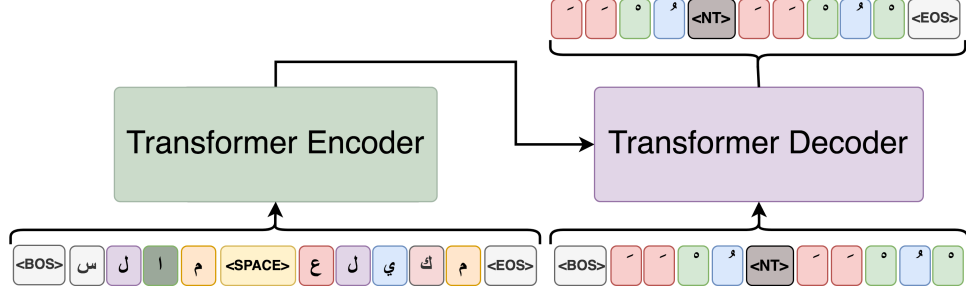 َ َ ْ ُ <NT> َ َ ْ ُ ْ <EOS>
Transformer Encoder
Transformer Decoder
<BOS> س ل ا م <SPACE> ع ل ي ك م <EOS>
<BOS> َ َ ْ ُ <NT> َ َ ْ ُ ْ